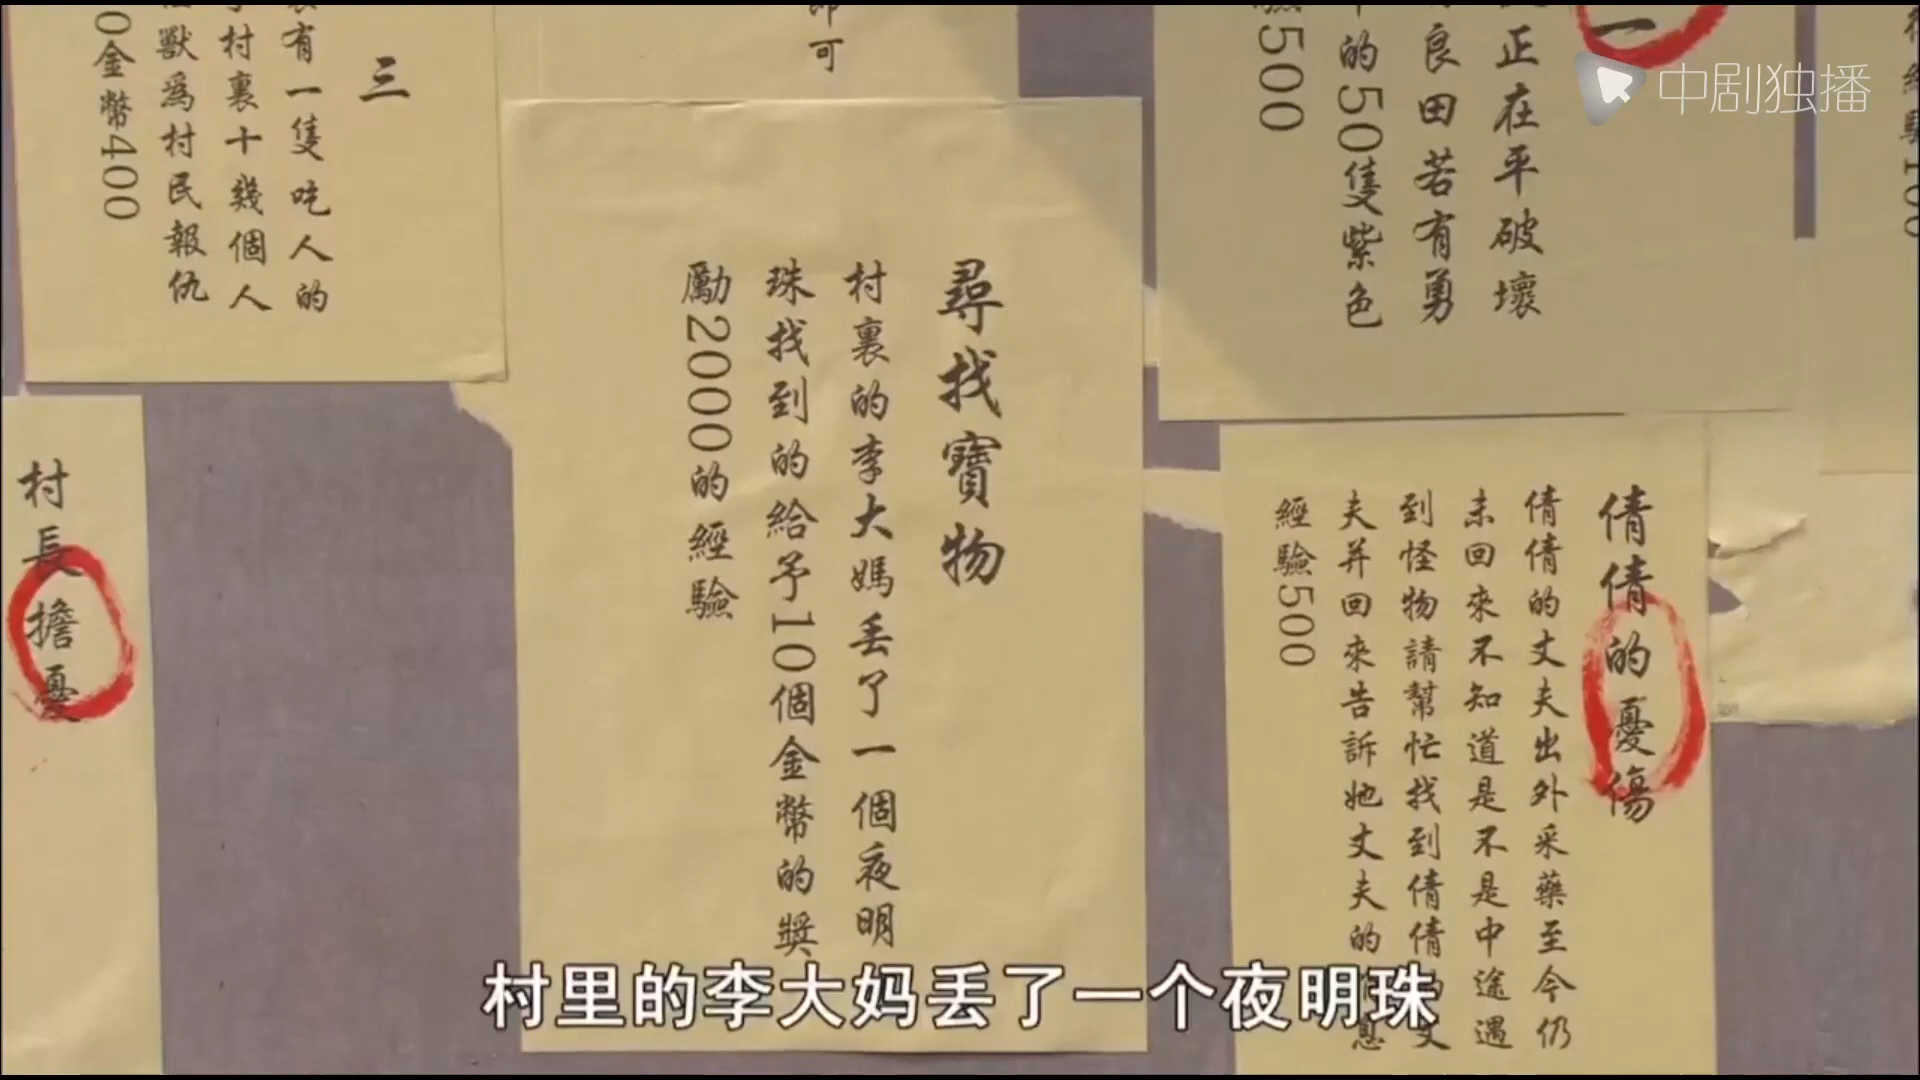 中剧独播
正在平破壞
良田若有勇
的50隻紫色
500
即可
三
有一隻吃人的
村裏十幾個人
獸爲村民報仇
0金幣400
尋找寶物
村裏的李大媽丢了一個夜明
珠找到的給予10個金幣的獎
勵2000的經驗
倩倩的憂傷
倩倩的丈夫出外采藥至今仍
未回來不知道是不是中途遇
到怪物請幫忙找到倩倩的丈
夫并回來告訴她丈夫的消息
經驗500
村長擔憂
村里的李大妈丢了一个夜明珠